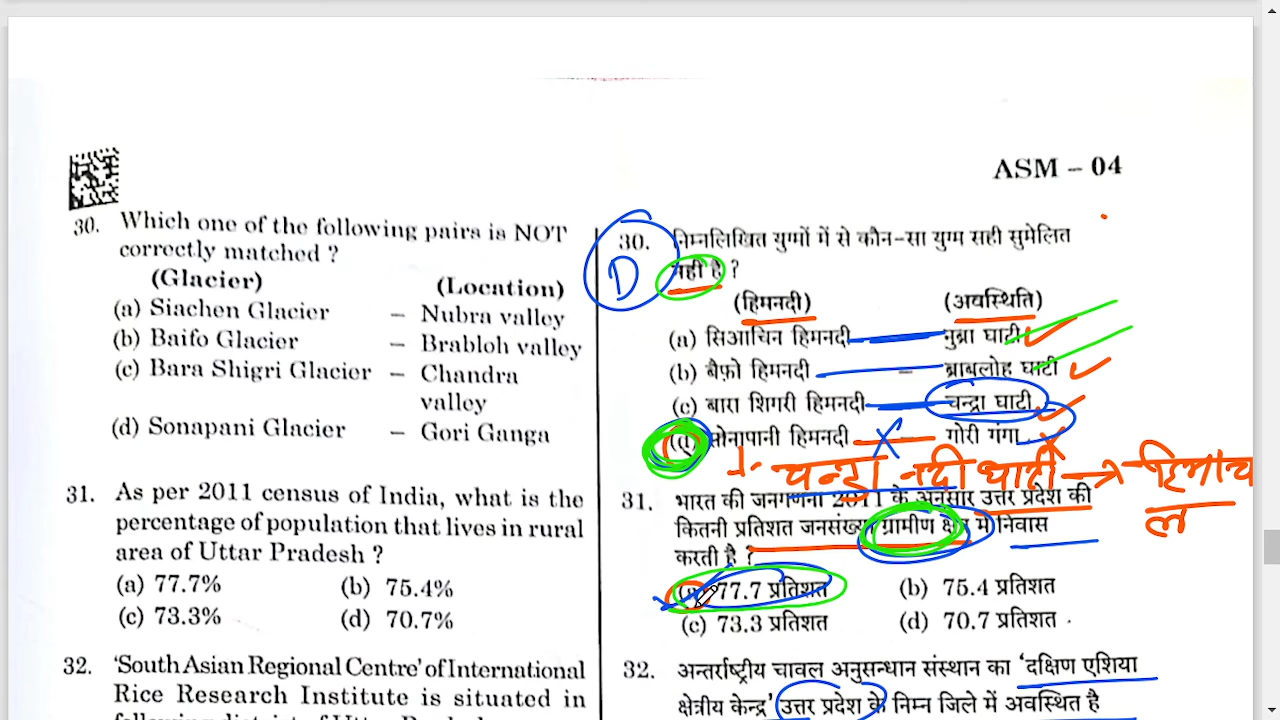 ASM – 04
30. Which one of the following pairs is NOT
correctly matched ?
(Glacier) (Location)
(a) Siachen Glacier – Nubra valley
(b) Baifo Glacier – Brabloh valley
(c) Bara Shigri Glacier – Chandra
valley
(d) Sonapani Glacier – Gori Ganga
31. As per 2011 census of India, what is the
percentage of population that lives in rural
area of Uttar Pradesh ?
(a) 77.7% (b) 75.4%
(c) 73.3% (d) 70.7%
32. 'South Asian Regional Centre' of International
Rice Research Institute is situated in
30. निम्नलिखित युग्मों में से कौन-सा युग्म सही सुमेलित
D
नहीं है ?
(हिमनदी) (अवस्थिति)
(a) सिआचिन हिमनदी – नुब्रा घाटी
(b) बैफ़ो हिमनदी – ब्राबलोह घाटी
(c) बारा शिगरी हिमनदी – चन्द्रा घाटी
(d) सोनापानी हिमनदी – गोरी गंगा
चन्द्रा नदी घाटी → हिमाच
ल
31. भारत की जनगणना 2011 के अनुसार उत्तर प्रदेश की
कितनी प्रतिशत जनसंख्या ग्रामीण क्षेत्र में निवास
करती है ?
(a) 77.7 प्रतिशत (b) 75.4 प्रतिशत
(c) 73.3 प्रतिशत (d) 70.7 प्रतिशत
32. अन्तर्राष्ट्रीय चावल अनुसन्धान संस्थान का 'दक्षिण एशिया
क्षेत्रीय केन्द्र' उत्तर प्रदेश के निम्न जिले में अवस्थित है